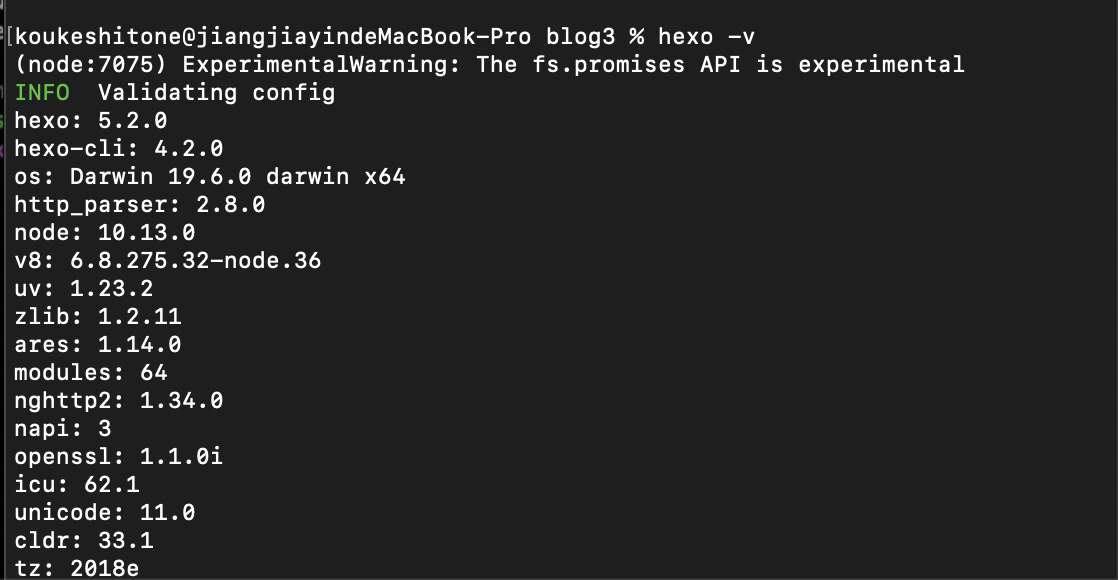 [koukeshitone@jiangjiayindeMacBook-Pro blog3 % hexo -v
(node:7075) ExperimentalWarning: The fs.promises API is experimental
INFO  Validating config
hexo: 5.2.0
hexo-cli: 4.2.0
os: Darwin 19.6.0 darwin x64
http_parser: 2.8.0
node: 10.13.0
v8: 6.8.275.32-node.36
uv: 1.23.2
zlib: 1.2.11
ares: 1.14.0
modules: 64
nghttp2: 1.34.0
napi: 3
openssl: 1.1.0i
icu: 62.1
unicode: 11.0
cldr: 33.1
tz: 2018e